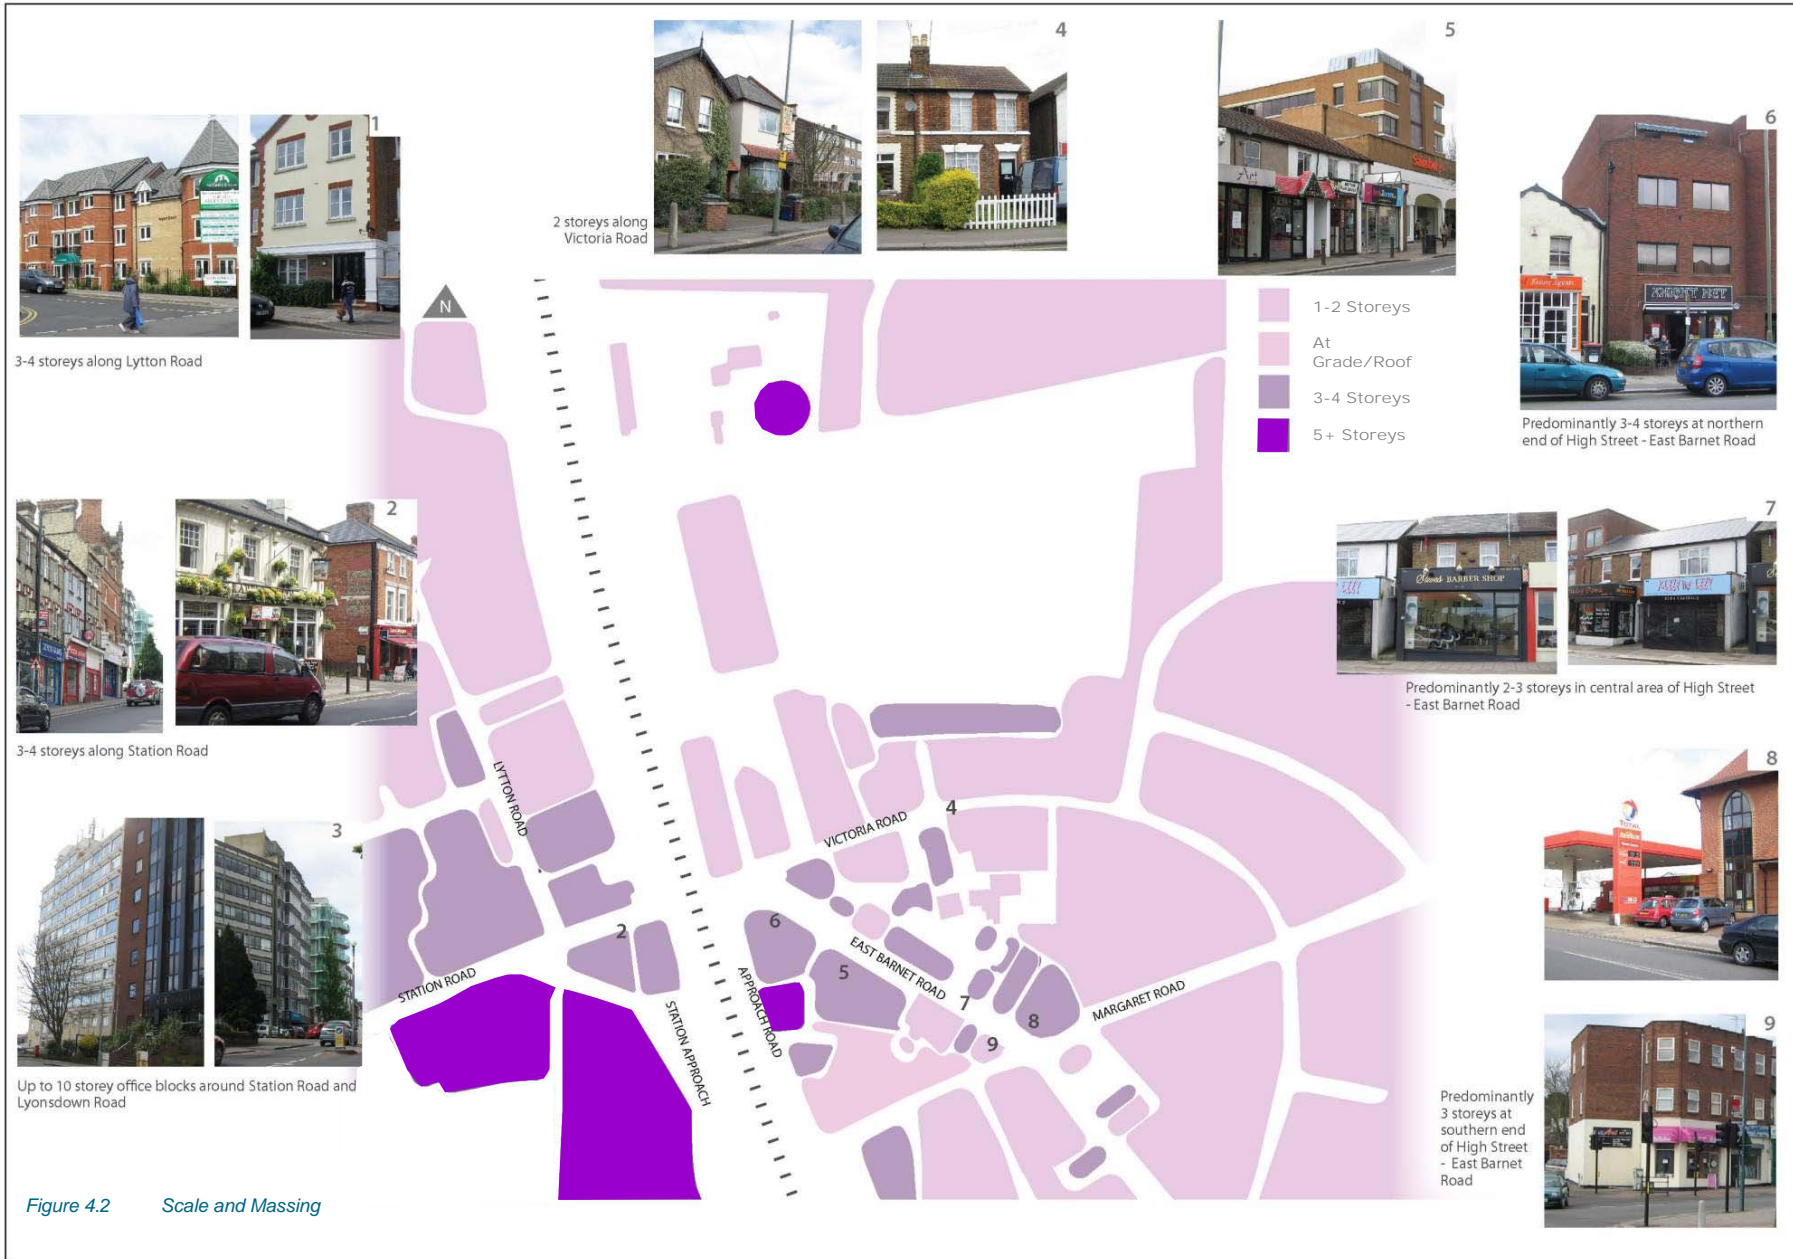 1
3-4 storeys along Lytton Road
2 storeys along
Victoria Road
4
5
6
Predominantly 3-4 storeys at northern
end of High Street - East Barnet Road
N
1-2 Storeys
At
Grade/Roof
3-4 Storeys
5+ Storeys
2
3-4 storeys along Station Road
7
BARBER SHOP
Predominantly 2-3 storeys in central area of High Street
- East Barnet Road
3
Up to 10 storey office blocks around Station Road and
Lyonsdown Road
8
TOTAL
9
Predominantly
3 storeys at
southern end
of High Street
- East Barnet
Road
LYTTON ROAD
VICTORIA ROAD
4
2
6
5
EAST BARNET ROAD
7
8
9
STATION ROAD
STATION APPROACH
APPROACH ROAD
MARGARET ROAD
Figure 4.2 Scale and Massing